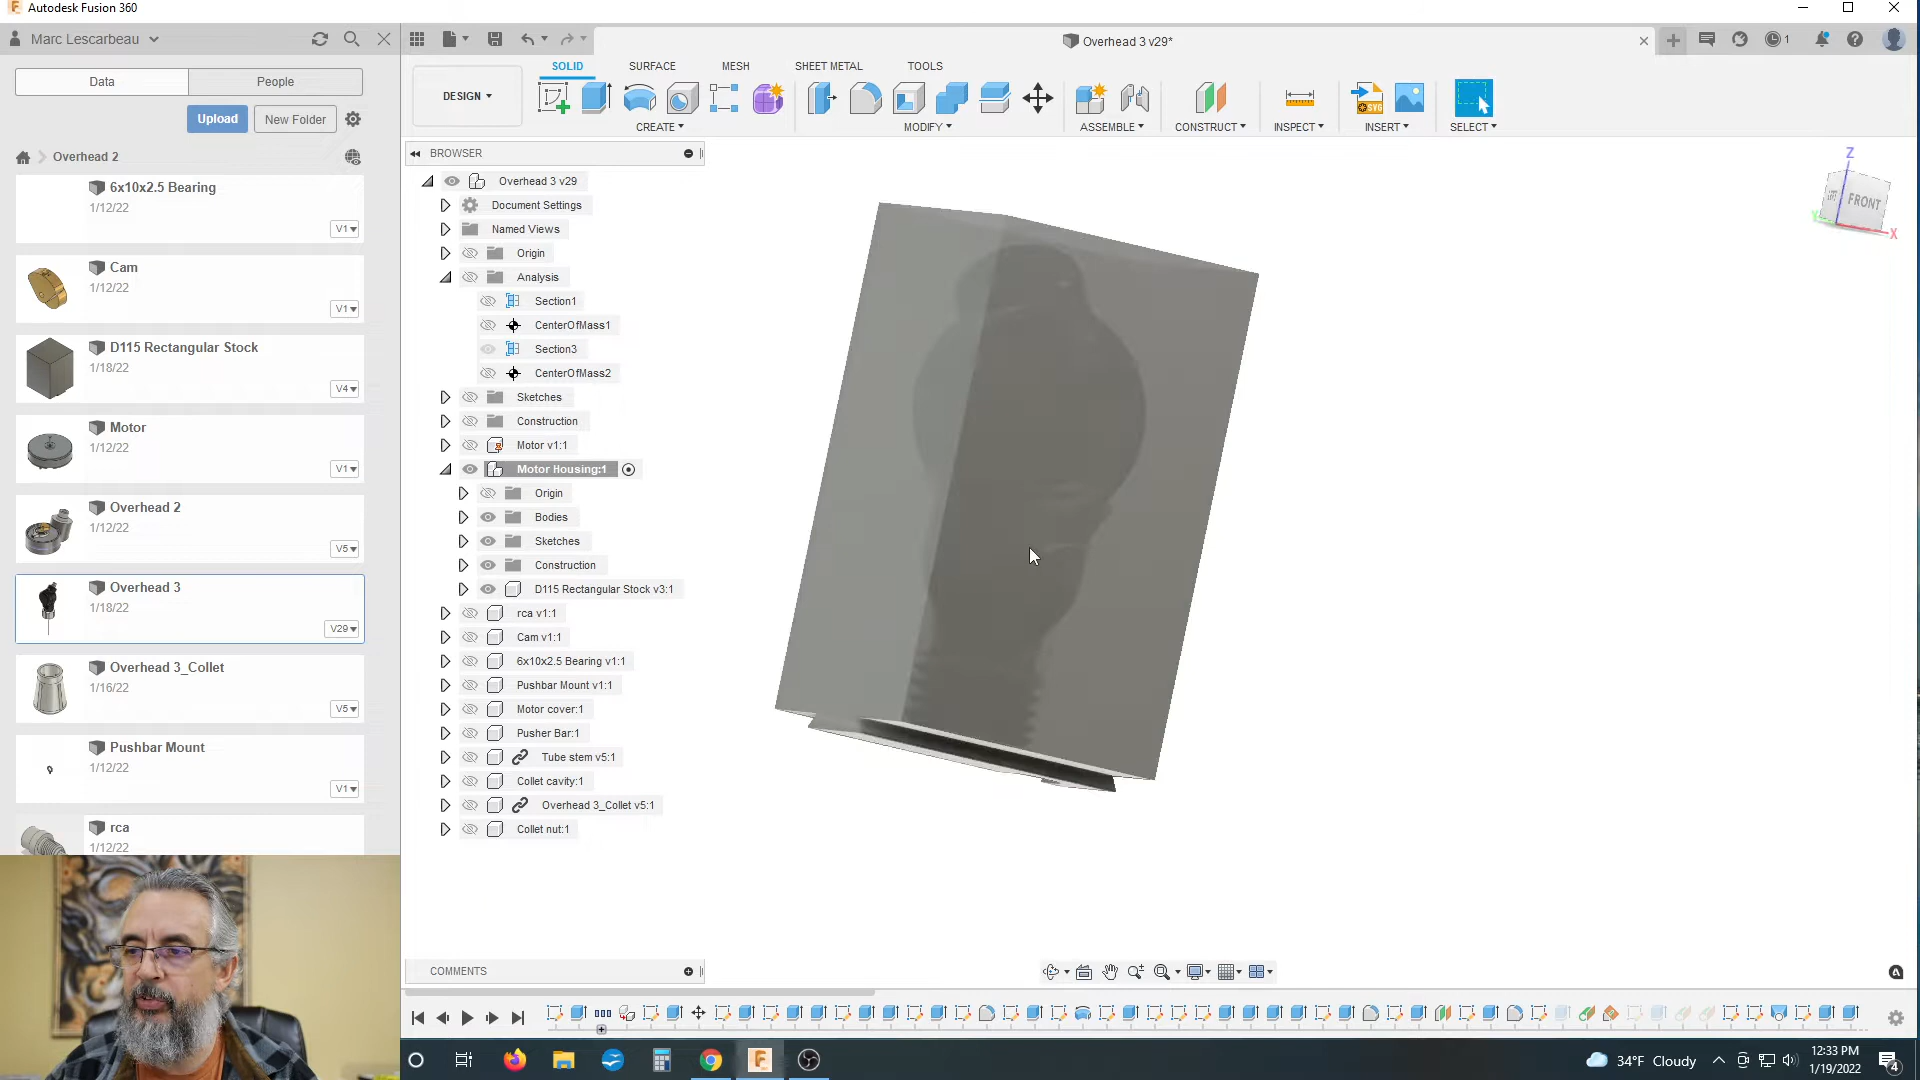 Autodesk Fusion 360
Marc Lescarbeau
Overhead 3 v29*
1
Data People
SOLID SURFACE MESH SHEET METAL TOOLS
DESIGN
CREATE MODIFY ASSEMBLE CONSTRUCT INSPECT INSERT SELECT
Upload New Folder
BROWSER
Overhead 2
6x10x2.5 Bearing
1/12/22
V1
Cam
1/12/22
V1
D115 Rectangular Stock
1/18/22
V4
Motor
1/12/22
V1
Overhead 2
1/12/22
V5
Overhead 3
1/18/22
V29
Overhead 3_Collet
1/16/22
V5
Pushbar Mount
1/12/22
V1
rca
1/12/22
Overhead 3 v29
Document Settings
Named Views
Origin
Analysis
Section1
CenterOfMass1
Section3
CenterOfMass2
Sketches
Construction
Motor v1:1
Motor Housing:1
Origin
Bodies
Sketches
Construction
D115 Rectangular Stock v3:1
rca v1:1
Cam v1:1
6x10x2.5 Bearing v1:1
Pushbar Mount v1:1
Motor cover:1
Pusher Bar:1
Tube stem v5:1
Collet cavity:1
Overhead 3_Collet v5:1
Collet nut:1
Z
FRONT
X
COMMENTS
34°F Cloudy
12:33 PM
1/19/2022
4